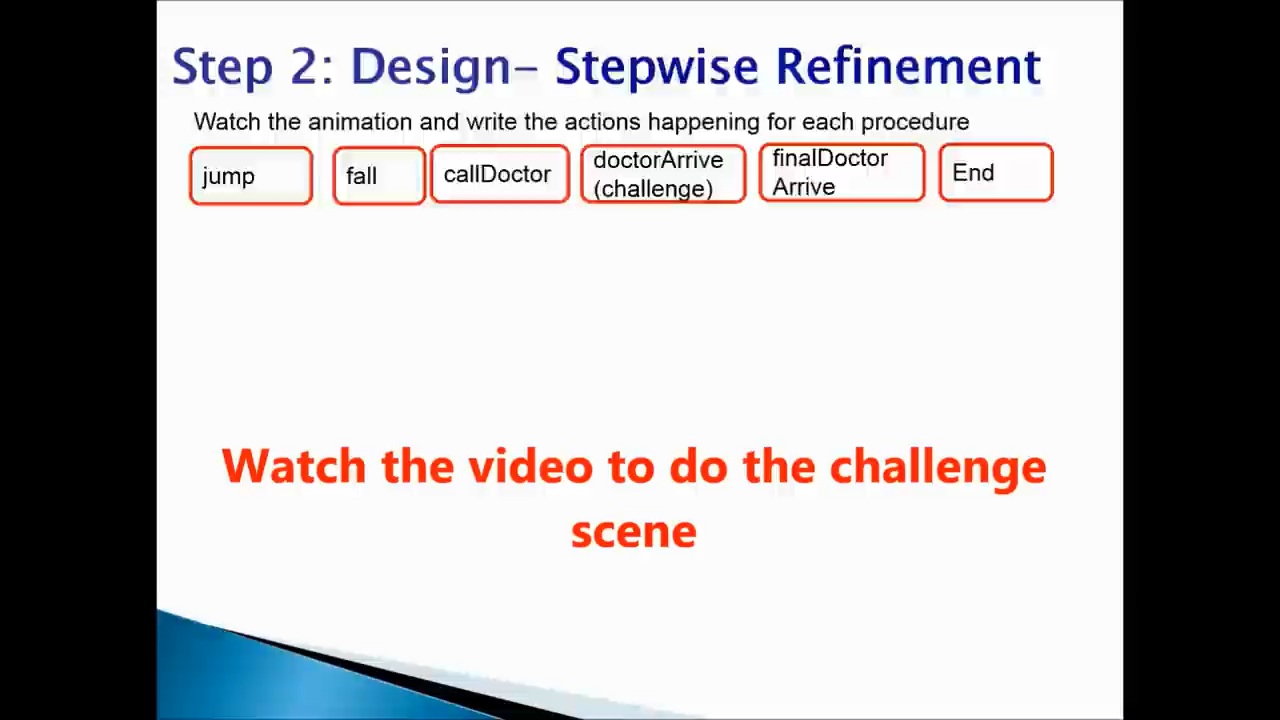 Step 2: Design- Stepwise Refinement
Watch the animation and write the actions happening for each procedure
jump
fall
callDoctor
doctorArrive
(challenge)
finalDoctor
Arrive
End
Watch the video to do the challenge
scene